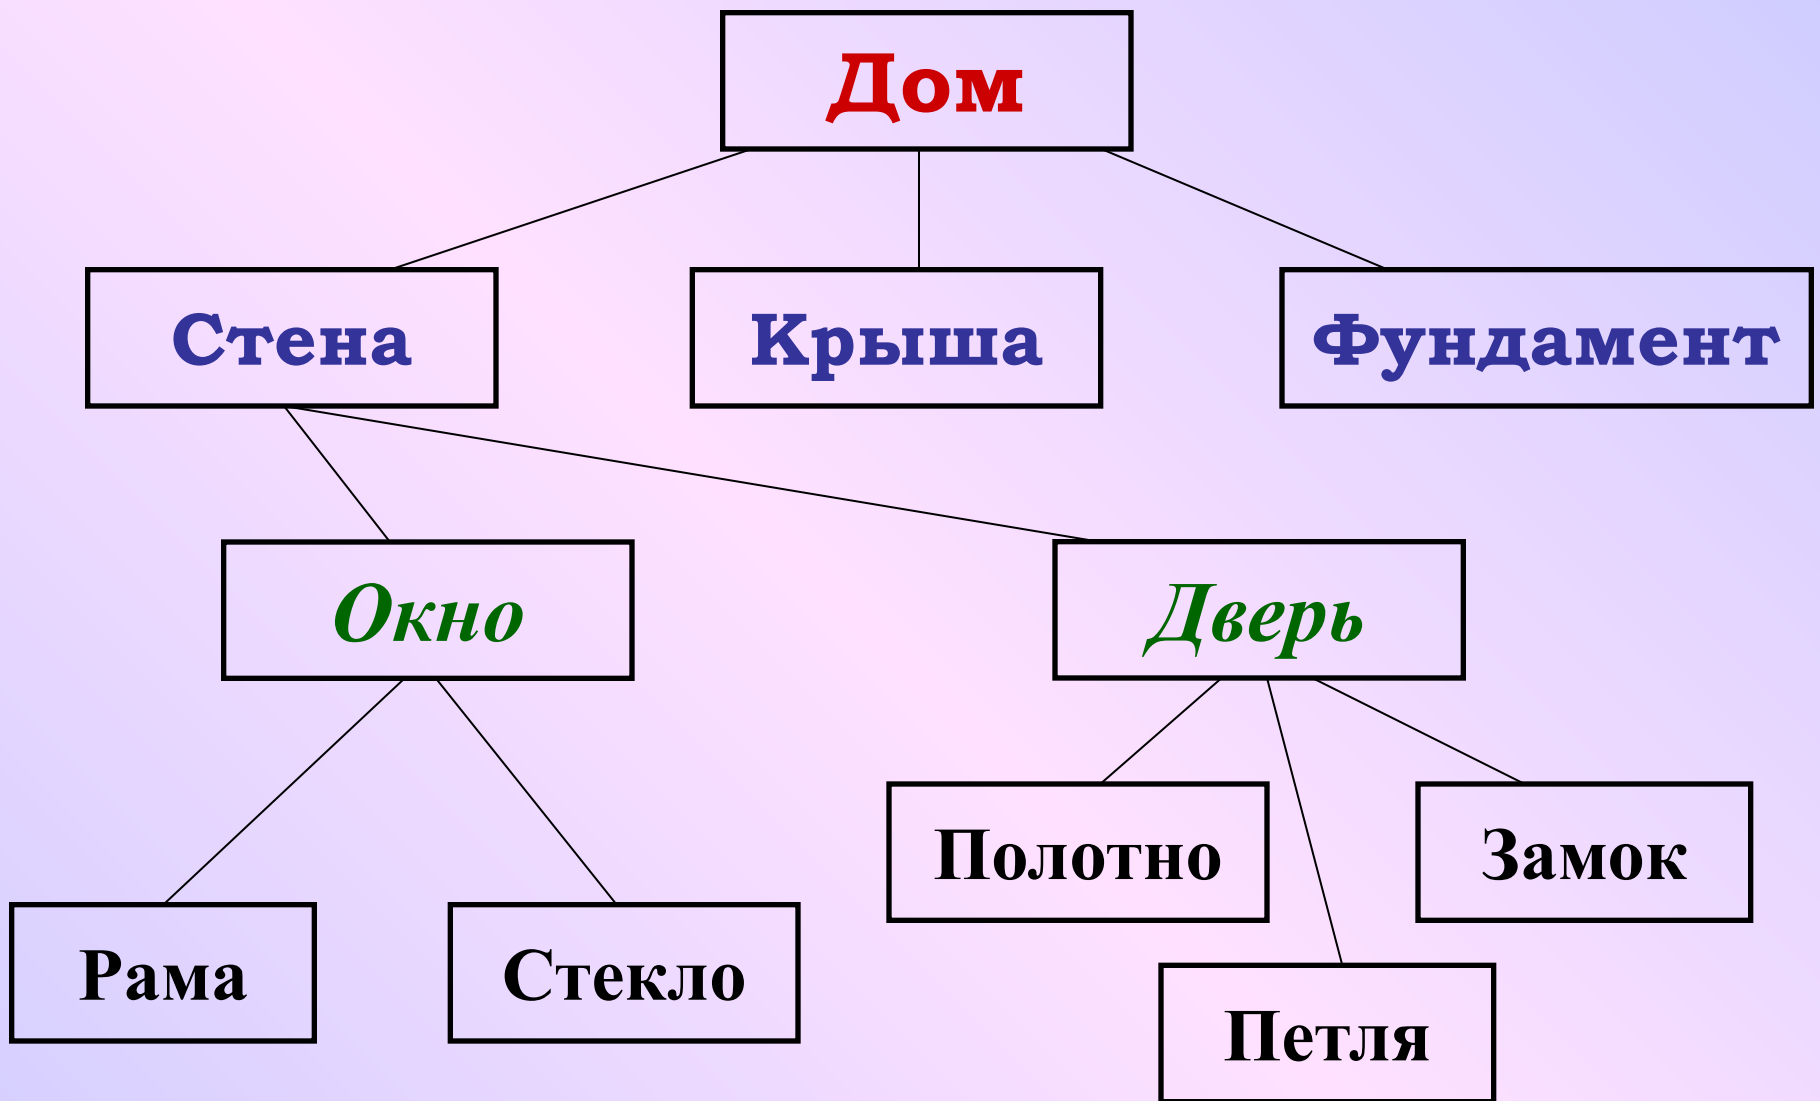 Дом
Стена
Крыша
Фундамент
Окно
Дверь
Полотно
Замок
Рама
Стекло
Петля